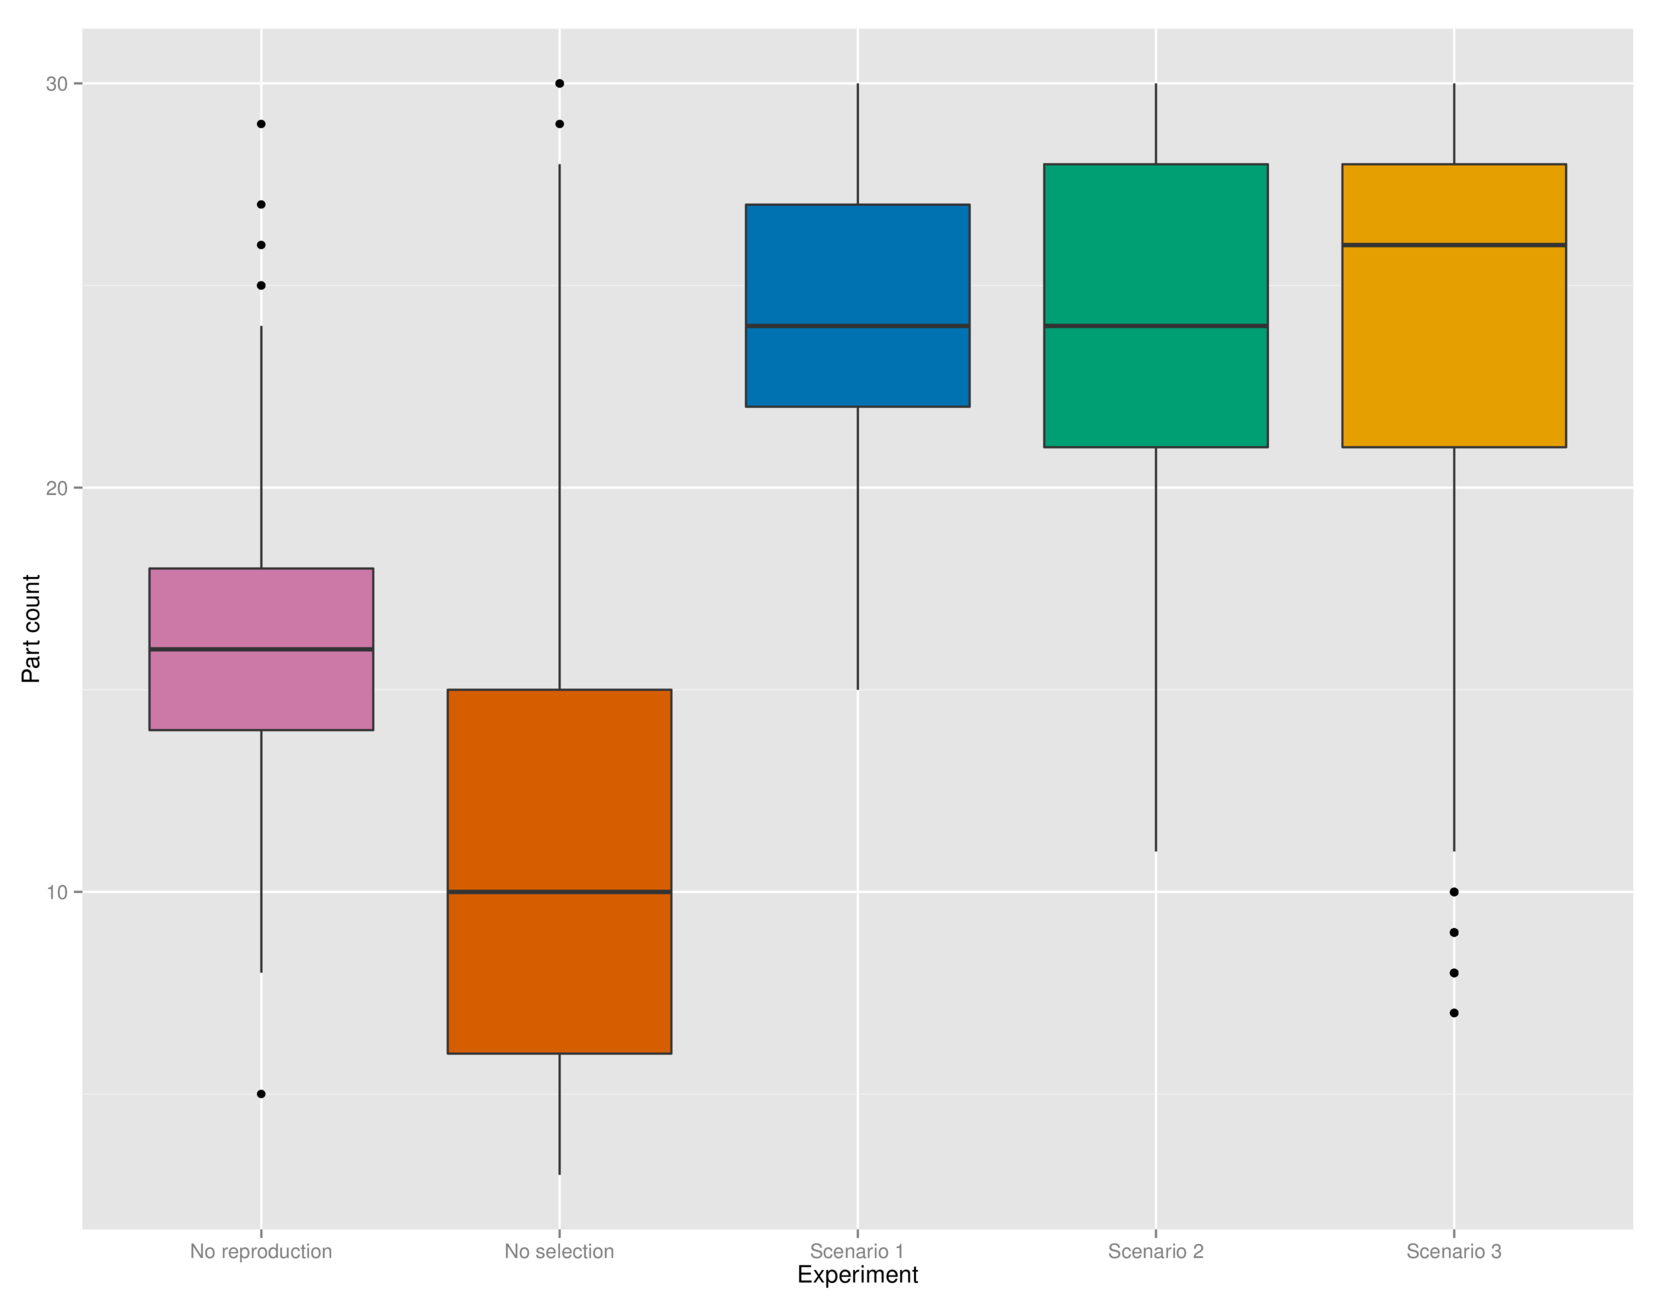 30
20
10
Part count
No reproduction
No selection
Scenario 1
Scenario 2
Scenario 3
Experiment